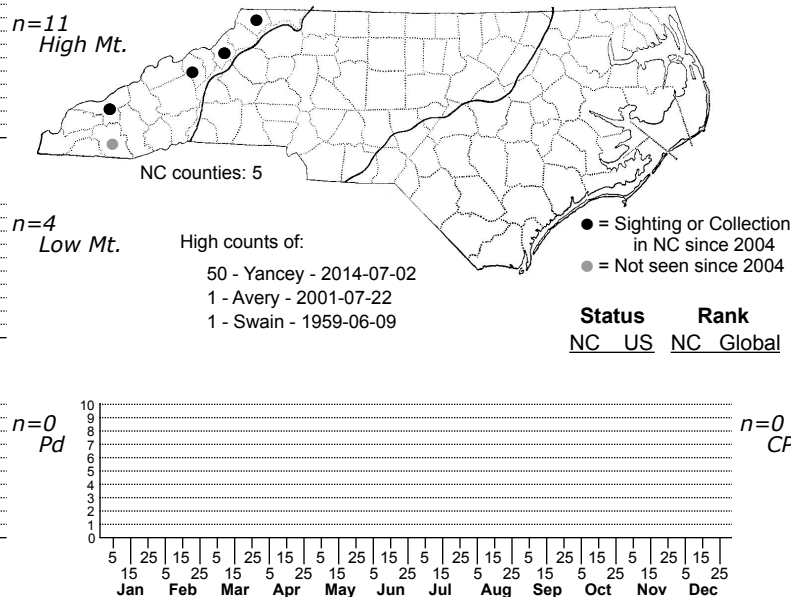 n=11
High Mt.
NC counties: 5
n=4
Low Mt.
High counts of:
50 - Yancey - 2014-07-02
1 - Avery - 2001-07-22
1 - Swain - 1959-06-09
● = Sighting or Collection
in NC since 2004
● = Not seen since 2004
Status Rank
NC US NC Global
n=0
Pd
n=0
CP
10
9
8
7
6
5
4
3
2
1
0
5 25 15 5 25 15 5 25 15 5 25 15 5 25 15 5 25 15
15 5 25 15 5 25 15 5 25 15 5 25 15 5 25 15 5 25
Jan Feb Mar Apr May Jun Jul Aug Sep Oct Nov Dec